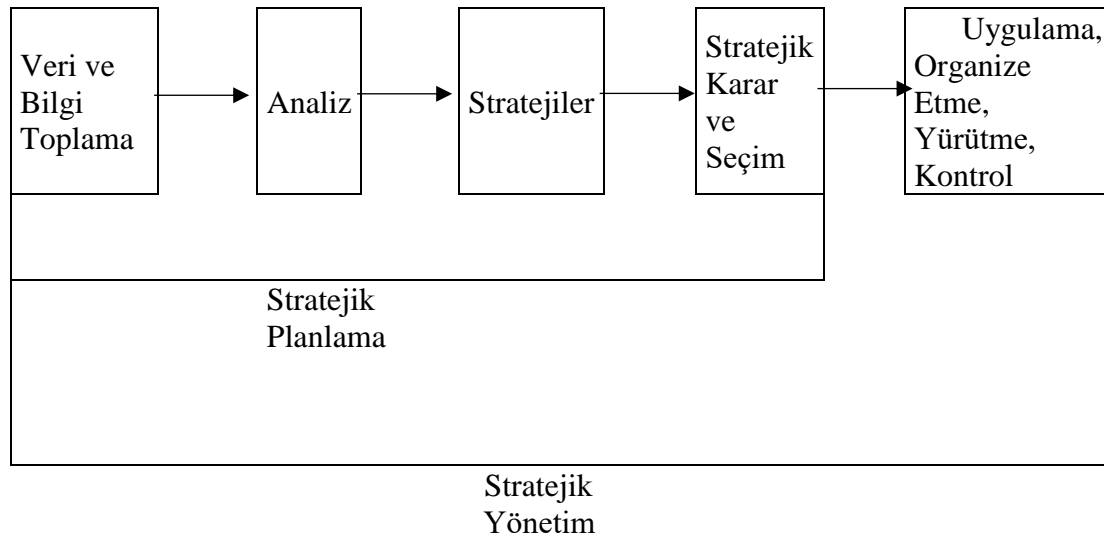 Veri ve
Bilgi
Toplama
Analiz
Stratejiler
Stratejik
Karar
ve
Seçim
Uygulama,
Organize
Etme,
Yürütme,
Kontrol
Stratejik
Planlama
Stratejik
Yönetim